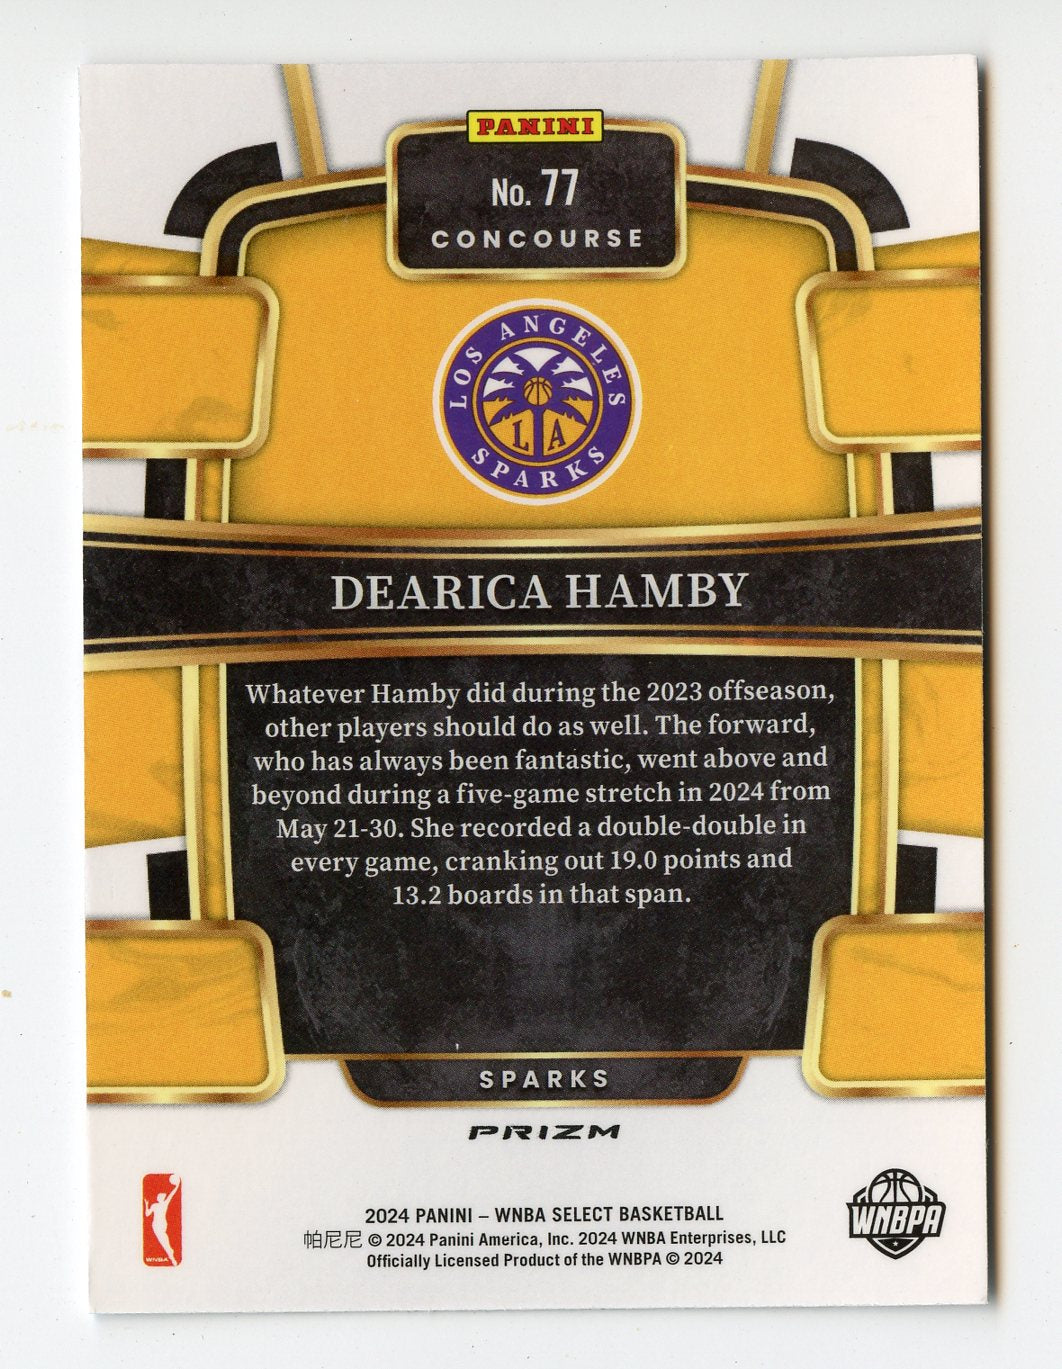 PANINI
No. 77
CONCOURSE
LOS ANGELES
LA
SPARKS
DEARICA HAMBY
Whatever Hamby did during the 2023 offseason,
other players should do as well. The forward,
who has always been fantastic, went above and
beyond during a five-game stretch in 2024 from
May 21-30. She recorded a double-double in
every game, cranking out 19.0 points and
13.2 boards in that span.
SPARKS
PRIZM
WNBA
WNBPA
2024 PANINI – WNBA SELECT BASKETBALL
帕尼尼 © 2024 Panini America, Inc. 2024 WNBA Enterprises, LLC
Officially Licensed Product of the WNBPA © 2024